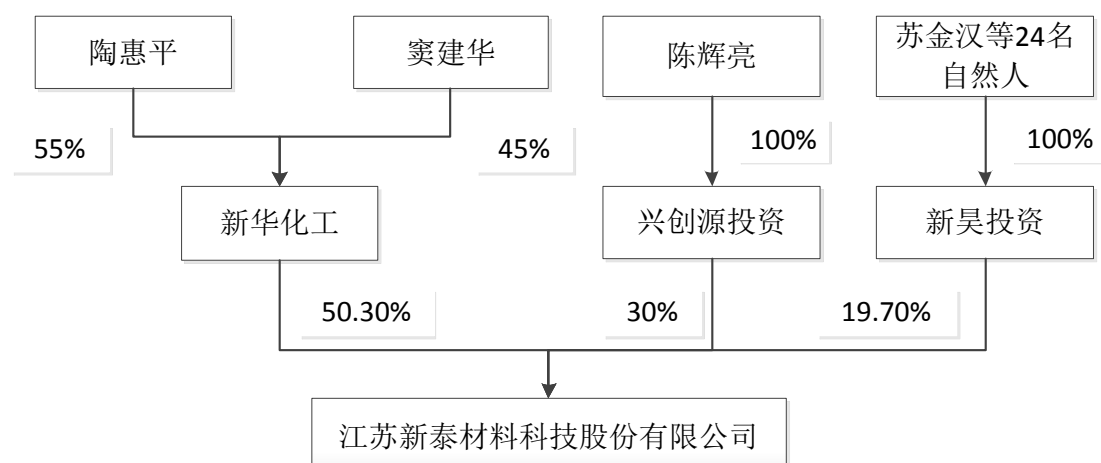 陶惠平
窦建华
陈辉亮
苏金汉等24名
自然人
55%
45%
100%
100%
新华化工
兴创源投资
新昊投资
50.30%
30%
19.70%
江苏新泰材料科技股份有限公司